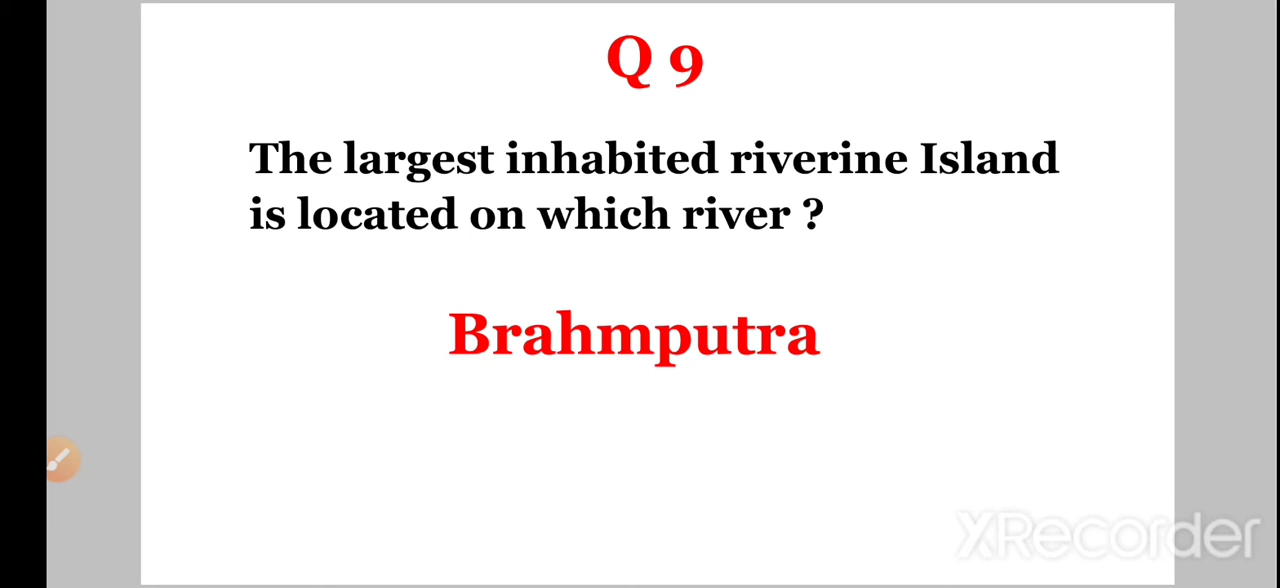 Q 9
The largest inhabited riverine Island
is located on which river ?
Brahmputra
XRecorder